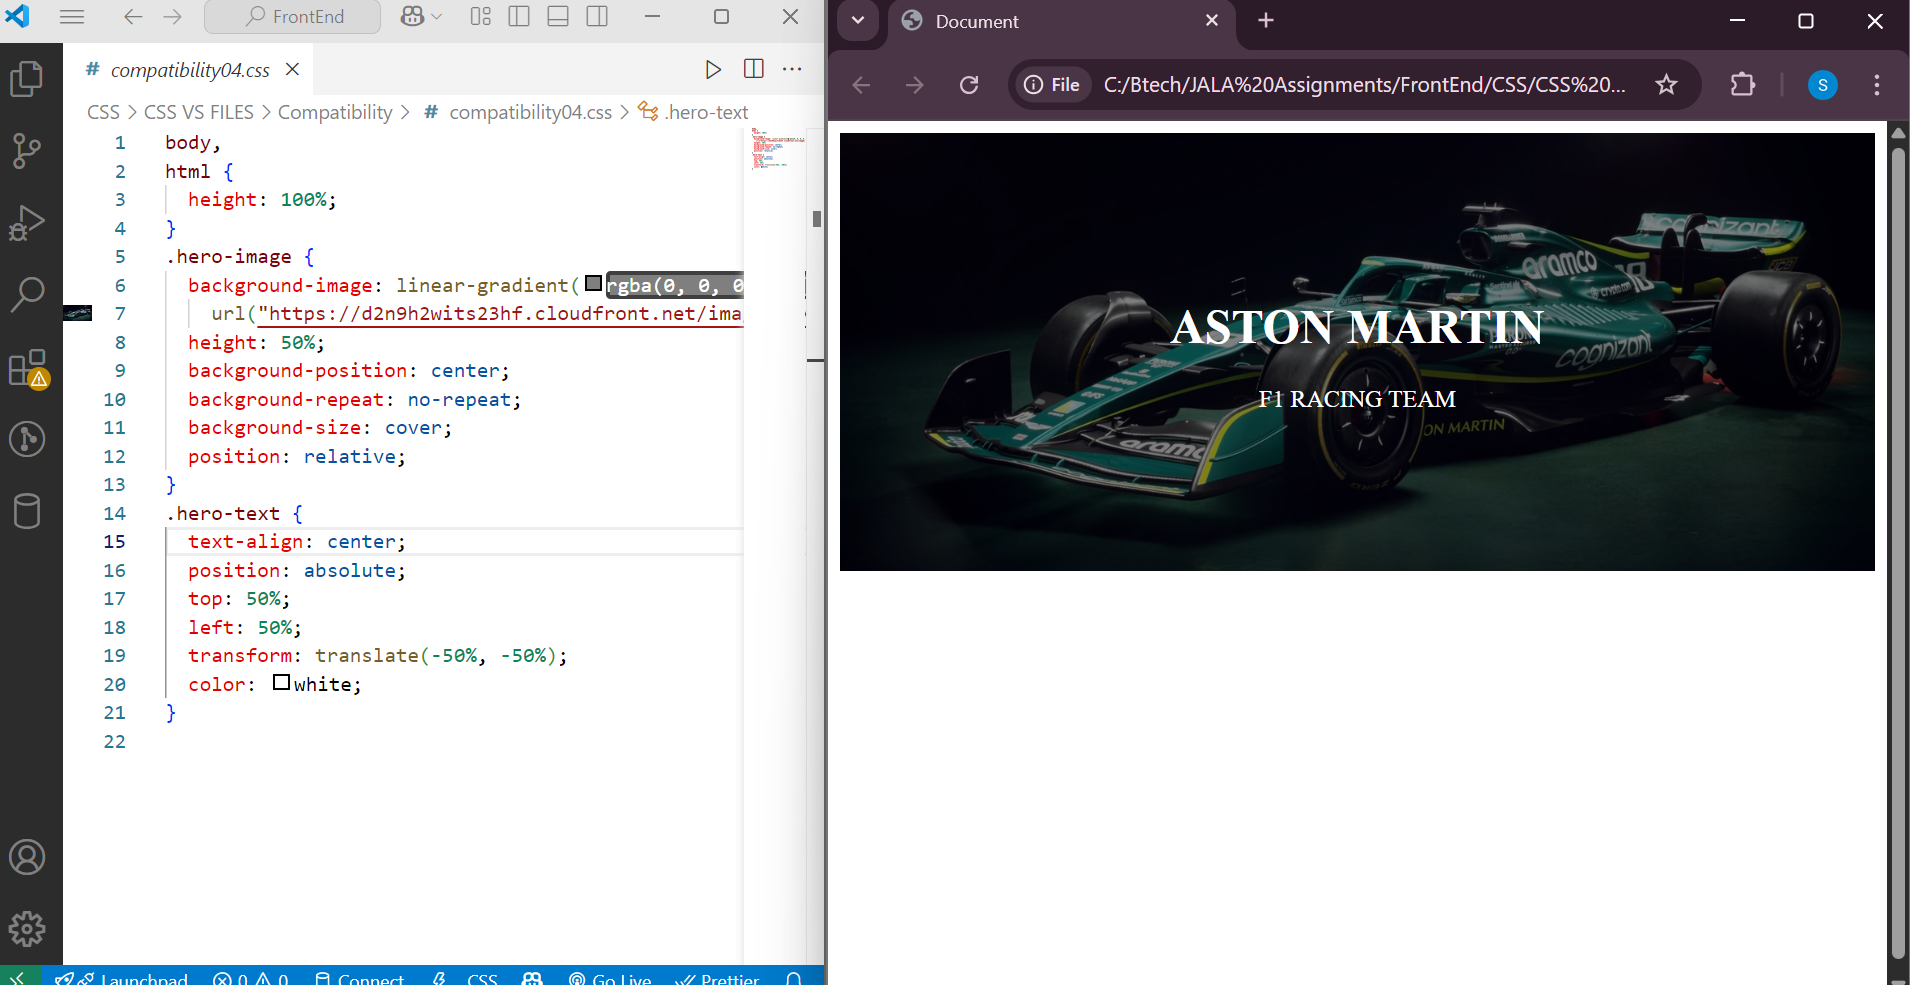 FrontEnd
# compatibility04.css
CSS > CSS VS FILES > Compatibility > # compatibility04.css > .hero-text
1 body,
2 html {
3 height: 100%;
4 }
5 .hero-image {
6 background-image: linear-gradient(rgba(0, 0, 0
7 url("https://d2n9h2wits23hf.cloudfront.net/ima
8 height: 50%;
9 background-position: center;
10 background-repeat: no-repeat;
11 background-size: cover;
12 position: relative;
13 }
14 .hero-text {
15 text-align: center;
16 position: absolute;
17 top: 50%;
18 left: 50%;
19 transform: translate(-50%, -50%);
20 color: white;
21 }
22
Launchpad 0 0 Connect CSS Go Live Prettier
Document
File C:/Btech/JALA%20Assignments/FrontEnd/CSS/CSS%20...
S
aramco
18
crypto.com
cognizant
ASTON MARTIN
F1 RACING TEAM
ON MARTIN
aramco